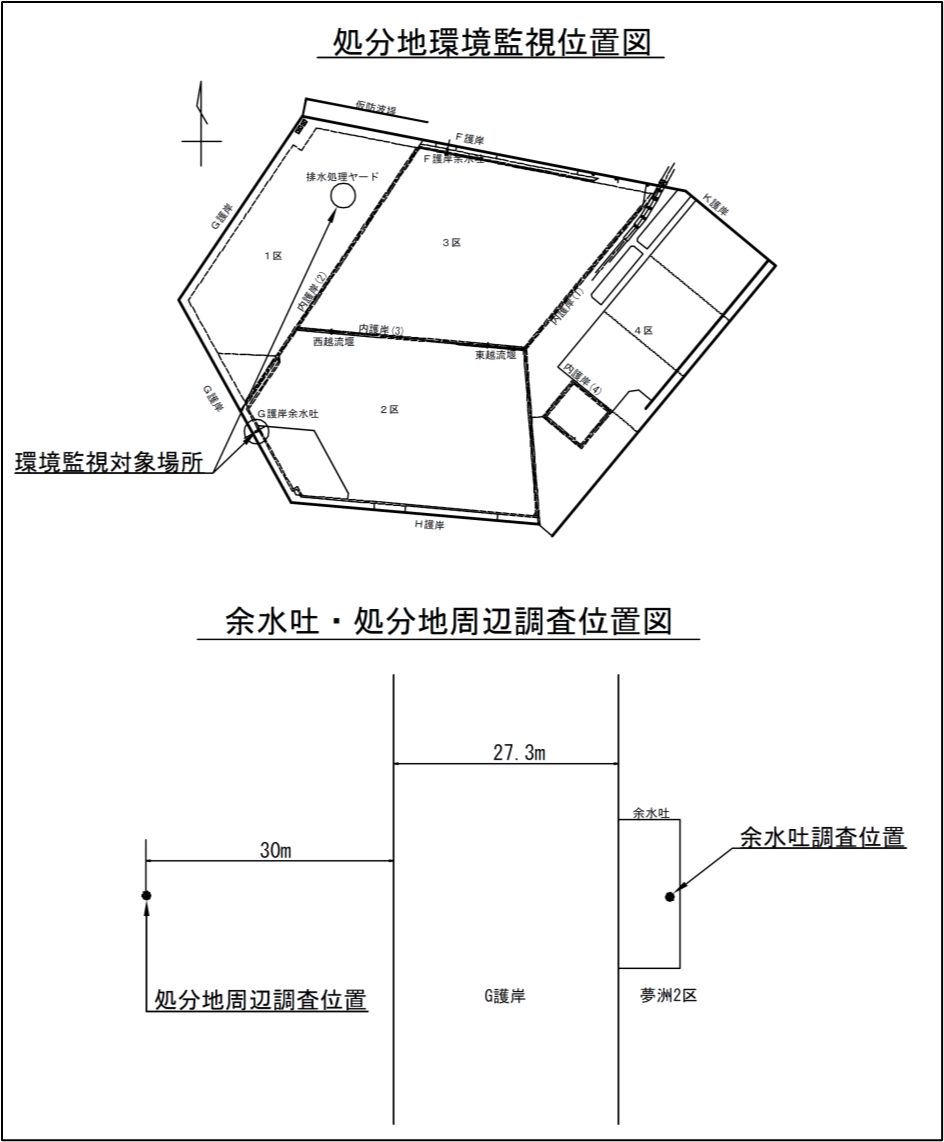 処分地環境監視位置図
仮防波堤
F護岸
F護岸余水吐
K護岸
排水処理ヤード
G護岸
1区
3区
内護岸(2)
内護岸(1)
内護岸(3)
西越流堰
東越流堰
4区
内護岸(4)
G護岸
G護岸余水吐
2区
環境監視対象場所
H護岸
余水吐・処分地周辺調査位置図
27.3m
余水吐
余水吐調査位置
30m
処分地周辺調査位置
G護岸
夢洲2区